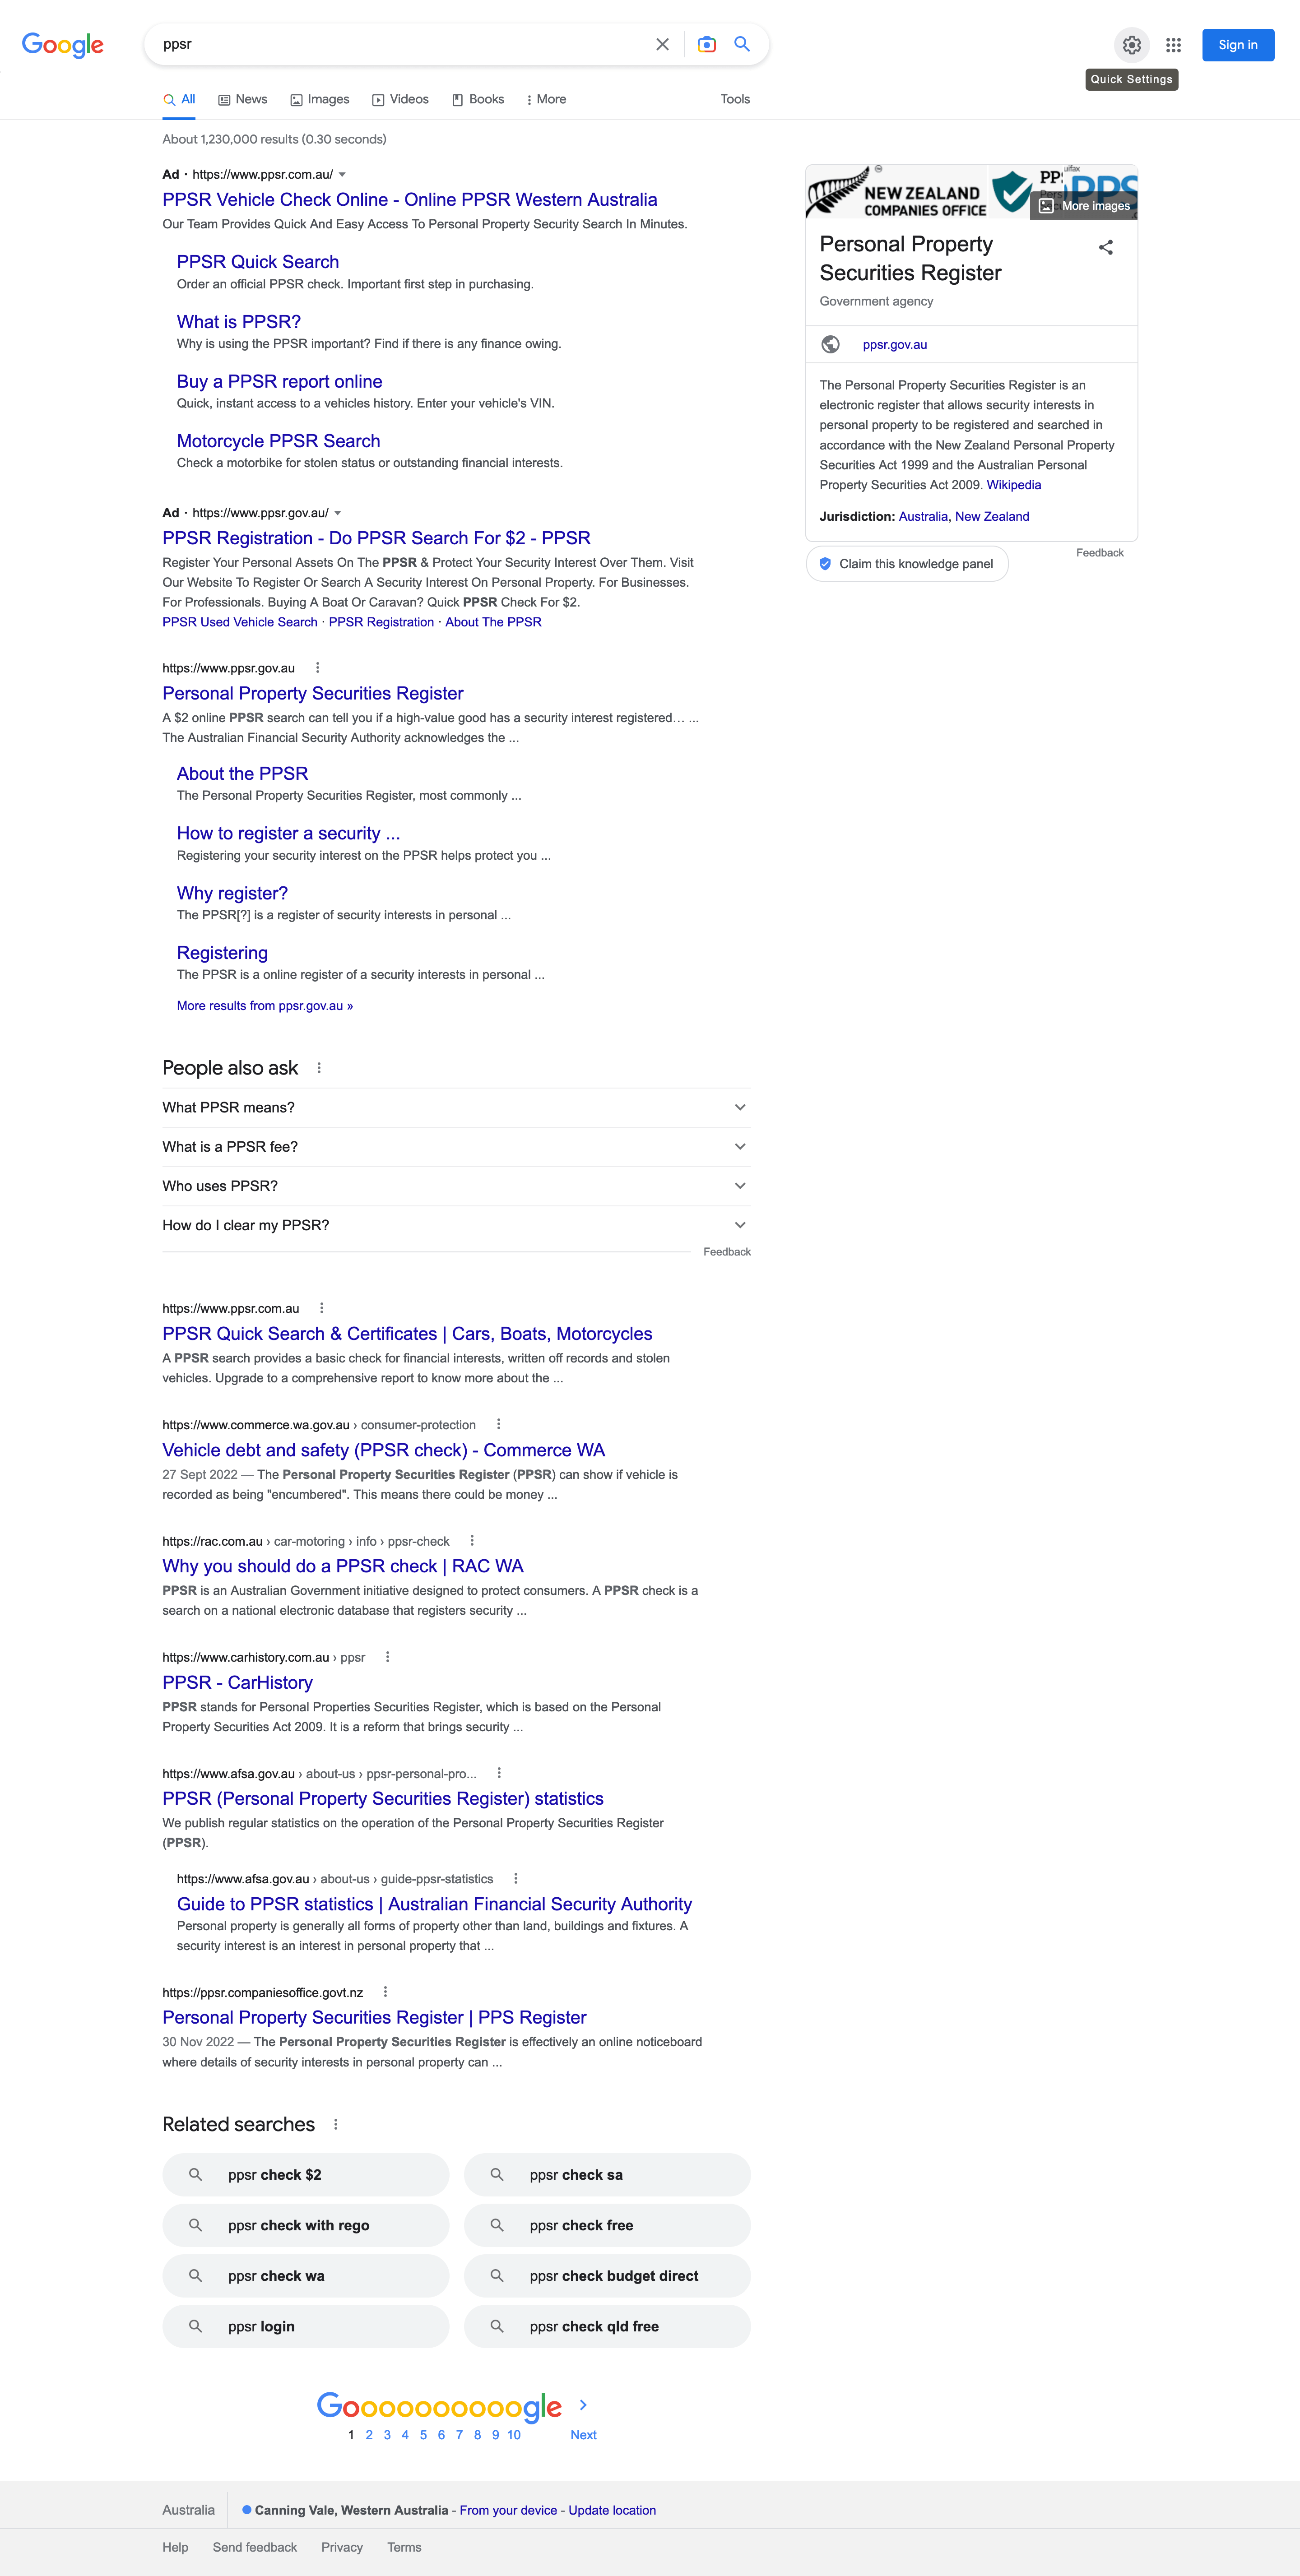 Google
ppsr
Sign in
Quick Settings
All
News
Images
Videos
Books
More
Tools
About 1,230,000 results (0.30 seconds)
Ad · https://www.ppsr.com.au/
PPSR Vehicle Check Online - Online PPSR Western Australia
Our Team Provides Quick And Easy Access To Personal Property Security Search In Minutes.
PPSR Quick Search
Order an official PPSR check. Important first step in purchasing.
What is PPSR?
Why is using the PPSR important? Find if there is any finance owing.
Buy a PPSR report online
Quick, instant access to a vehicles history. Enter your vehicle's VIN.
Motorcycle PPSR Search
Check a motorbike for stolen status or outstanding financial interests.
Ad · https://www.ppsr.gov.au/
PPSR Registration - Do PPSR Search For $2 - PPSR
Register Your Personal Assets On The PPSR & Protect Your Security Interest Over Them. Visit
Our Website To Register Or Search A Security Interest On Personal Property. For Businesses.
For Professionals. Buying A Boat Or Caravan? Quick PPSR Check For $2.
PPSR Used Vehicle Search · PPSR Registration · About The PPSR
https://www.ppsr.gov.au
Personal Property Securities Register
A $2 online PPSR search can tell you if a high-value good has a security interest registered… ...
The Australian Financial Security Authority acknowledges the ...
About the PPSR
The Personal Property Securities Register, most commonly ...
How to register a security ...
Registering your security interest on the PPSR helps protect you ...
Why register?
The PPSR[?] is a register of security interests in personal ...
Registering
The PPSR is a online register of a security interests in personal ...
More results from ppsr.gov.au »
People also ask
What PPSR means?
What is a PPSR fee?
Who uses PPSR?
How do I clear my PPSR?
Feedback
https://www.ppsr.com.au
PPSR Quick Search & Certificates | Cars, Boats, Motorcycles
A PPSR search provides a basic check for financial interests, written off records and stolen
vehicles. Upgrade to a comprehensive report to know more about the ...
https://www.commerce.wa.gov.au › consumer-protection
Vehicle debt and safety (PPSR check) - Commerce WA
27 Sept 2022 — The Personal Property Securities Register (PPSR) can show if vehicle is
recorded as being "encumbered". This means there could be money ...
https://rac.com.au › car-motoring › info › ppsr-check
Why you should do a PPSR check | RAC WA
PPSR is an Australian Government initiative designed to protect consumers. A PPSR check is a
search on a national electronic database that registers security ...
https://www.carhistory.com.au › ppsr
PPSR - CarHistory
PPSR stands for Personal Properties Securities Register, which is based on the Personal
Property Securities Act 2009. It is a reform that brings security ...
https://www.afsa.gov.au › about-us › ppsr-personal-pro...
PPSR (Personal Property Securities Register) statistics
We publish regular statistics on the operation of the Personal Property Securities Register
(PPSR).
https://www.afsa.gov.au › about-us › guide-ppsr-statistics
Guide to PPSR statistics | Australian Financial Security Authority
Personal property is generally all forms of property other than land, buildings and fixtures. A
security interest is an interest in personal property that ...
https://ppsr.companiesoffice.govt.nz
Personal Property Securities Register | PPS Register
30 Nov 2022 — The Personal Property Securities Register is effectively an online noticeboard
where details of security interests in personal property can ...
Related searches
ppsr check $2
ppsr check sa
ppsr check with rego
ppsr check free
ppsr check wa
ppsr check budget direct
ppsr login
ppsr check qld free
Goooooooooogle
1 2 3 4 5 6 7 8 9 10 Next
NEW ZEALAND
COMPANIES OFFICE
More images
Personal Property
Securities Register
Government agency
ppsr.gov.au
The Personal Property Securities Register is an
electronic register that allows security interests in
personal property to be registered and searched in
accordance with the New Zealand Personal Property
Securities Act 1999 and the Australian Personal
Property Securities Act 2009. Wikipedia
Jurisdiction: Australia, New Zealand
Feedback
Claim this knowledge panel
Australia
Canning Vale, Western Australia - From your device - Update location
Help
Send feedback
Privacy
Terms